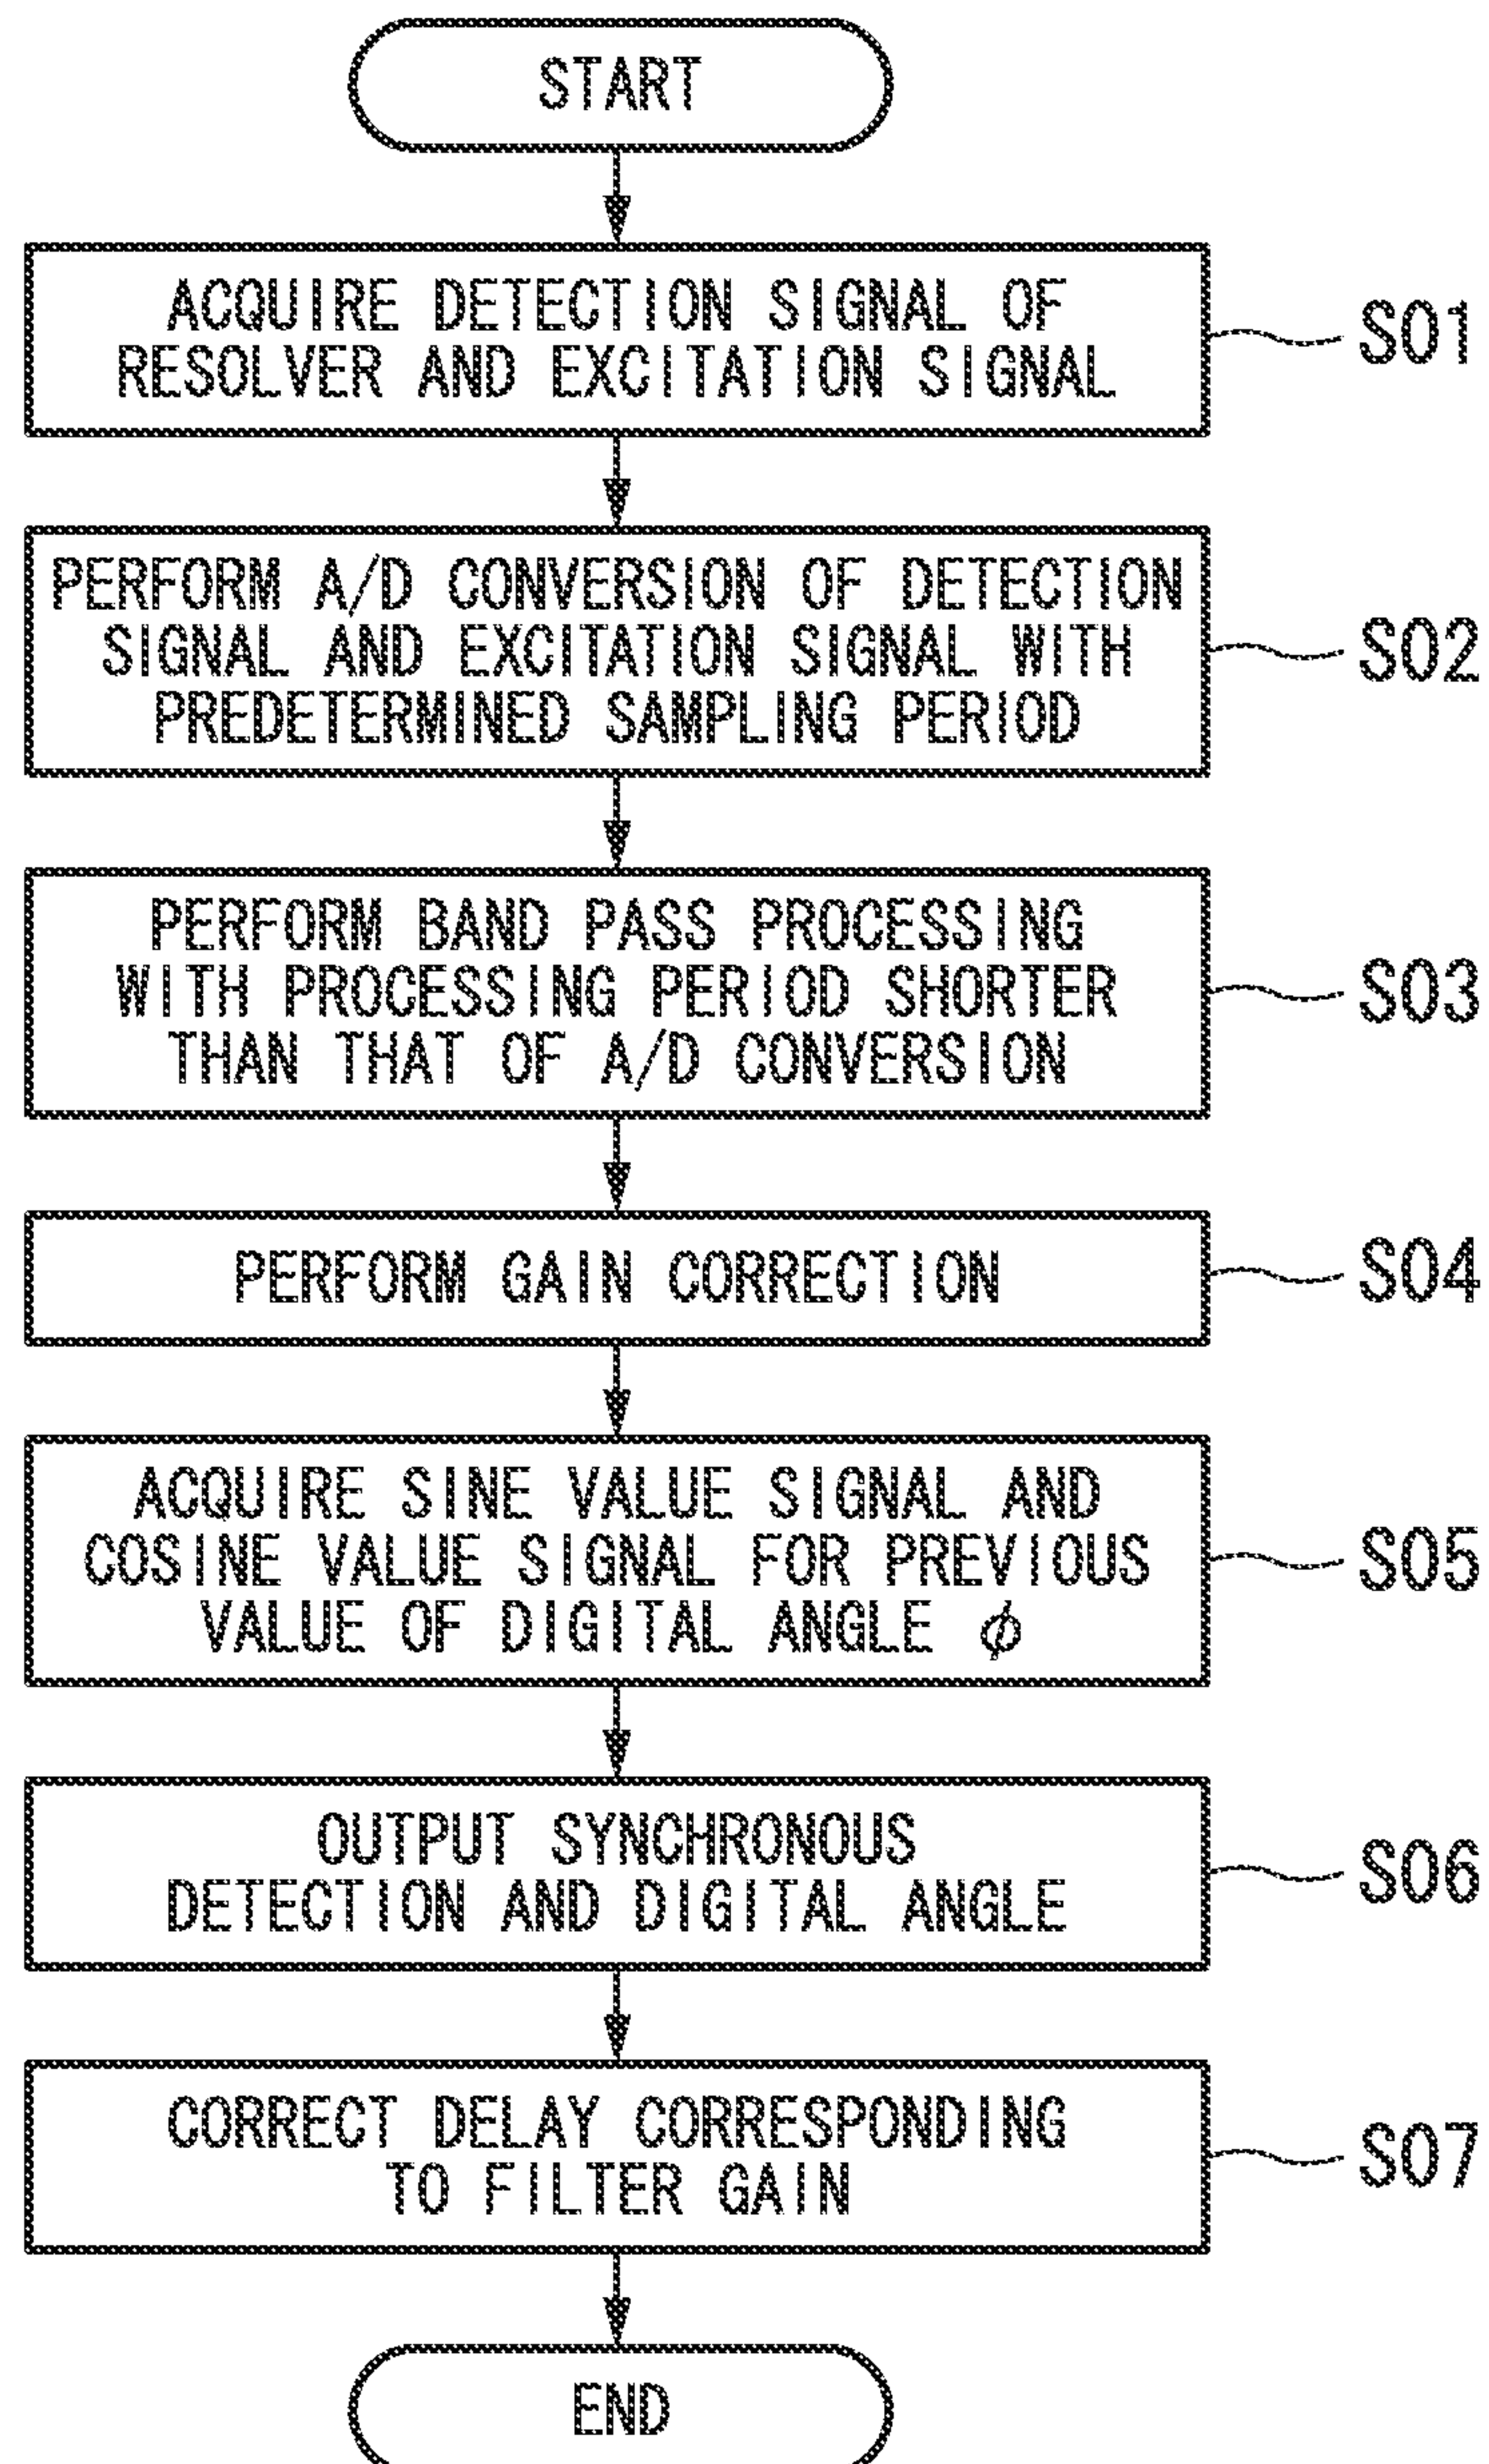 START
ACQUIRE DETECTION SIGNAL OF
RESOLVER AND EXCITATION SIGNAL
S01
PERFORM A/D CONVERSION OF DETECTION
SIGNAL AND EXCITATION SIGNAL WITH
PREDETERMINED SAMPLING PERIOD
S02
PERFORM BAND PASS PROCESSING
WITH PROCESSING PERIOD SHORTER
THAN THAT OF A/D CONVERSION
S03
PERFORM GAIN CORRECTION
S04
ACQUIRE SINE VALUE SIGNAL AND
COSINE VALUE SIGNAL FOR PREVIOUS
VALUE OF DIGITAL ANGLE ϕ
S05
OUTPUT SYNCHRONOUS
DETECTION AND DIGITAL ANGLE
S06
CORRECT DELAY CORRESPONDING
TO FILTER GAIN
S07
END